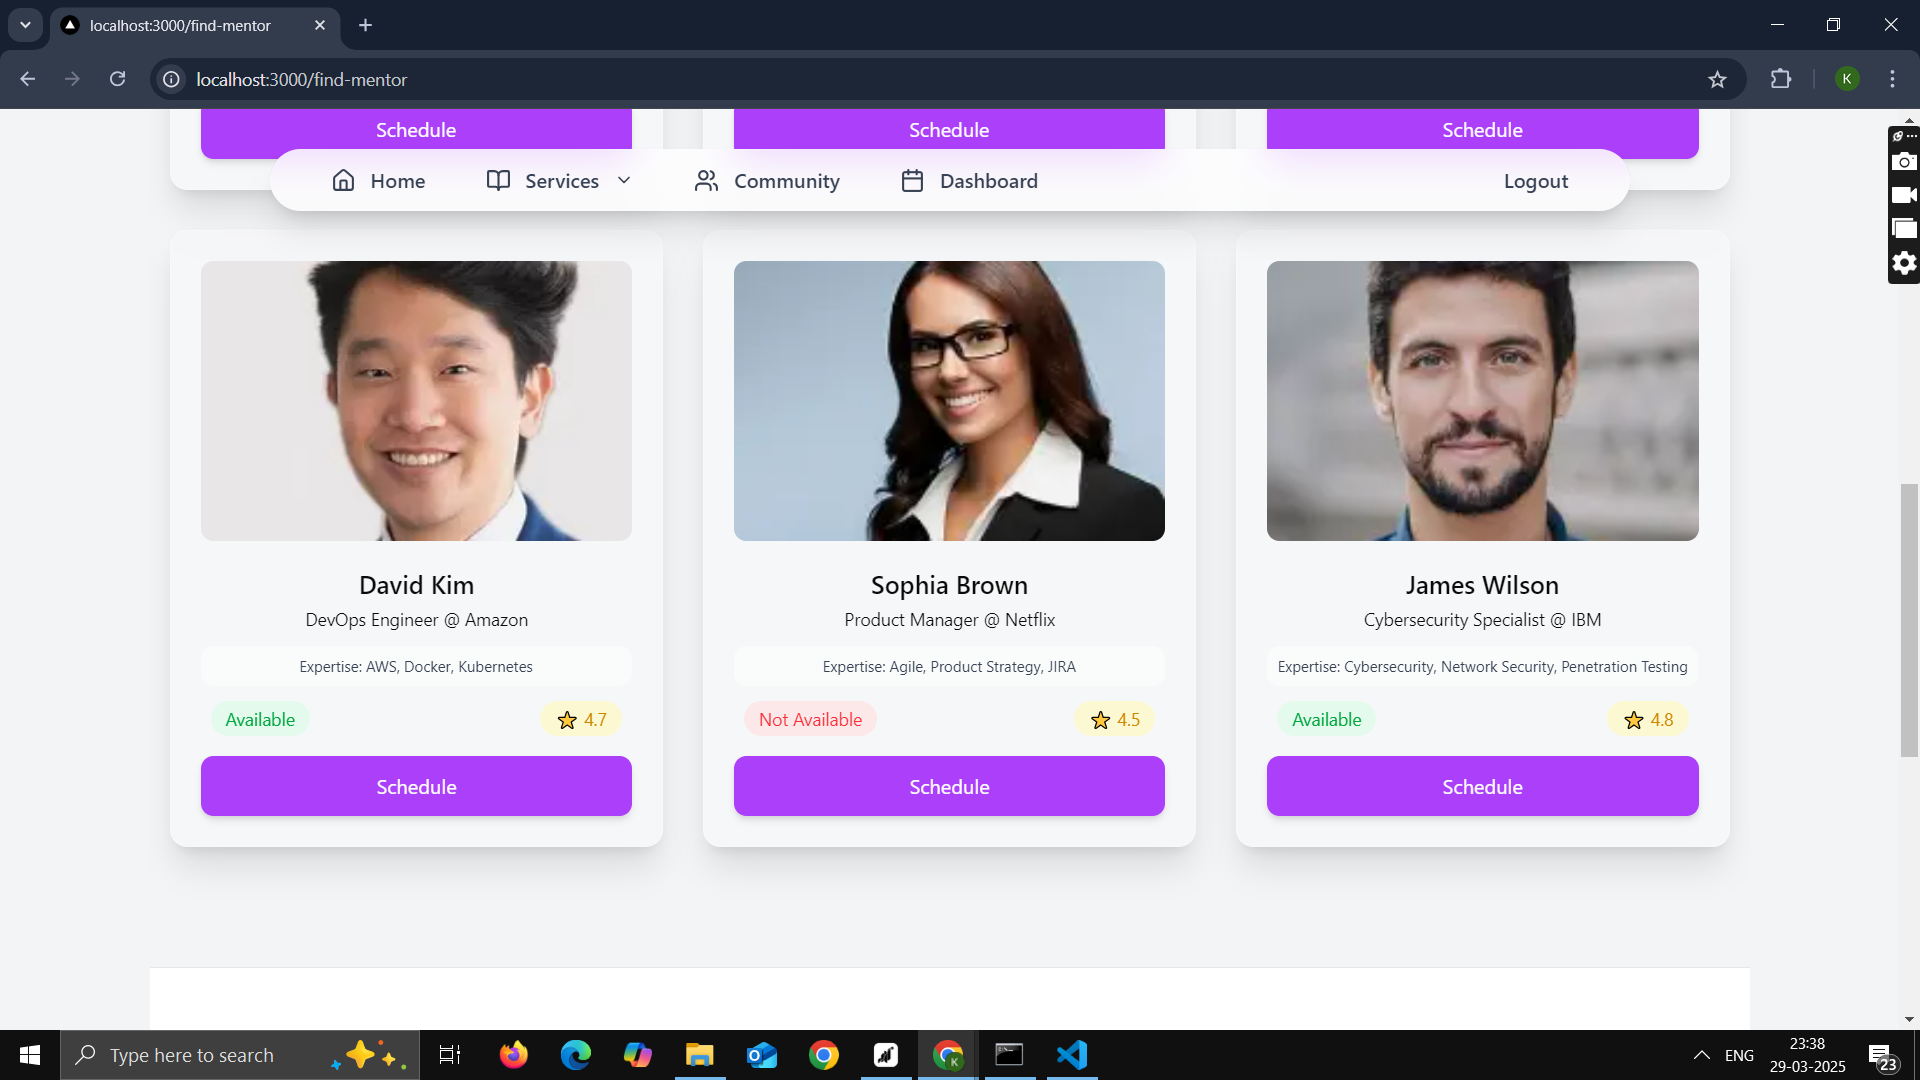 localhost:3000/find-mentor
localhost:3000/find-mentor
K
Schedule Schedule Schedule
Home Services Community Dashboard Logout
David Kim
DevOps Engineer @ Amazon
Expertise: AWS, Docker, Kubernetes
Available 4.7
Schedule
Sophia Brown
Product Manager @ Netflix
Expertise: Agile, Product Strategy, JIRA
Not Available 4.5
Schedule
James Wilson
Cybersecurity Specialist @ IBM
Expertise: Cybersecurity, Network Security, Penetration Testing
Available 4.8
Schedule
Type here to search
K
ENG
23:38
29-03-2025
23